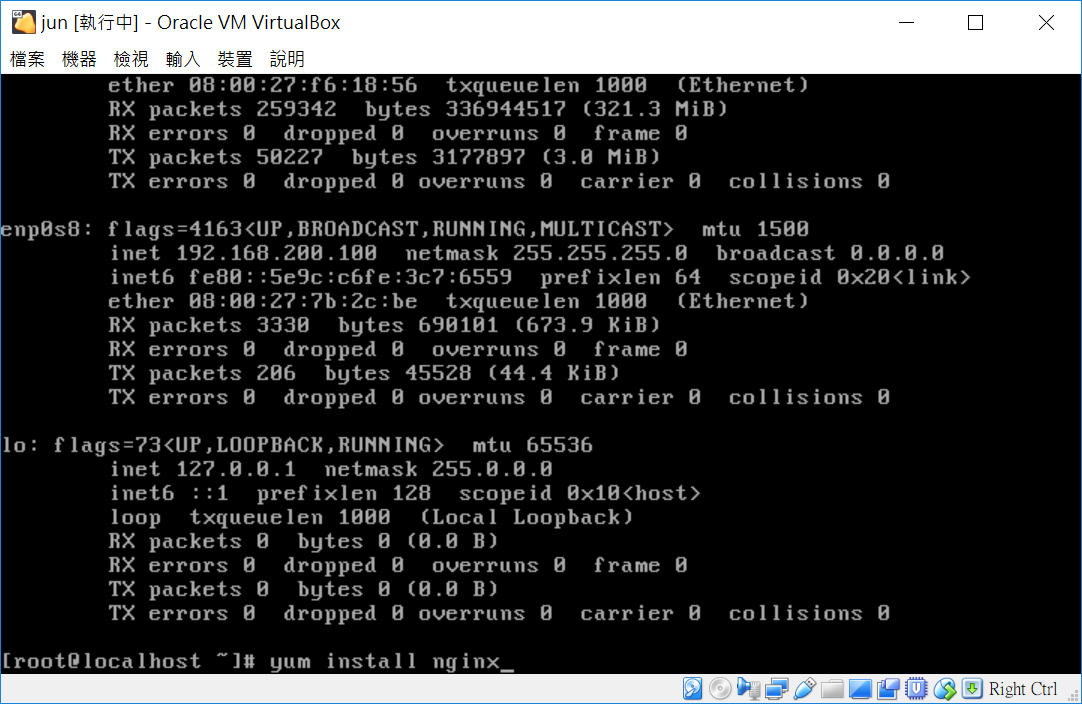 jun [執行中] - Oracle VM VirtualBox
檔案 機器 檢視 輸入 裝置 說明
ether 08:00:27:f6:18:56 txqueuelen 1000 (Ethernet)
RX packets 259342 bytes 336944517 (321.3 MiB)
RX errors 0 dropped 0 overruns 0 frame 0
TX packets 50227 bytes 3177897 (3.0 MiB)
TX errors 0 dropped 0 overruns 0 carrier 0 collisions 0
enp0s8: flags=4163<UP,BROADCAST,RUNNING,MULTICAST> mtu 1500
inet 192.168.200.100 netmask 255.255.255.0 broadcast 0.0.0.0
inet6 fe80::5e9c:c6fe:3c7:6559 prefixlen 64 scopeid 0x20<link>
ether 08:00:27:7b:2c:be txqueuelen 1000 (Ethernet)
RX packets 3330 bytes 690101 (673.9 KiB)
RX errors 0 dropped 0 overruns 0 frame 0
TX packets 206 bytes 45528 (44.4 KiB)
TX errors 0 dropped 0 overruns 0 carrier 0 collisions 0
lo: flags=73<UP,LOOPBACK,RUNNING> mtu 65536
inet 127.0.0.1 netmask 255.0.0.0
inet6 ::1 prefixlen 128 scopeid 0x10<host>
loop txqueuelen 1000 (Local Loopback)
RX packets 0 bytes 0 (0.0 B)
RX errors 0 dropped 0 overruns 0 frame 0
TX packets 0 bytes 0 (0.0 B)
TX errors 0 dropped 0 overruns 0 carrier 0 collisions 0
[root@localhost ~]# yum install nginx_
Right Ctrl